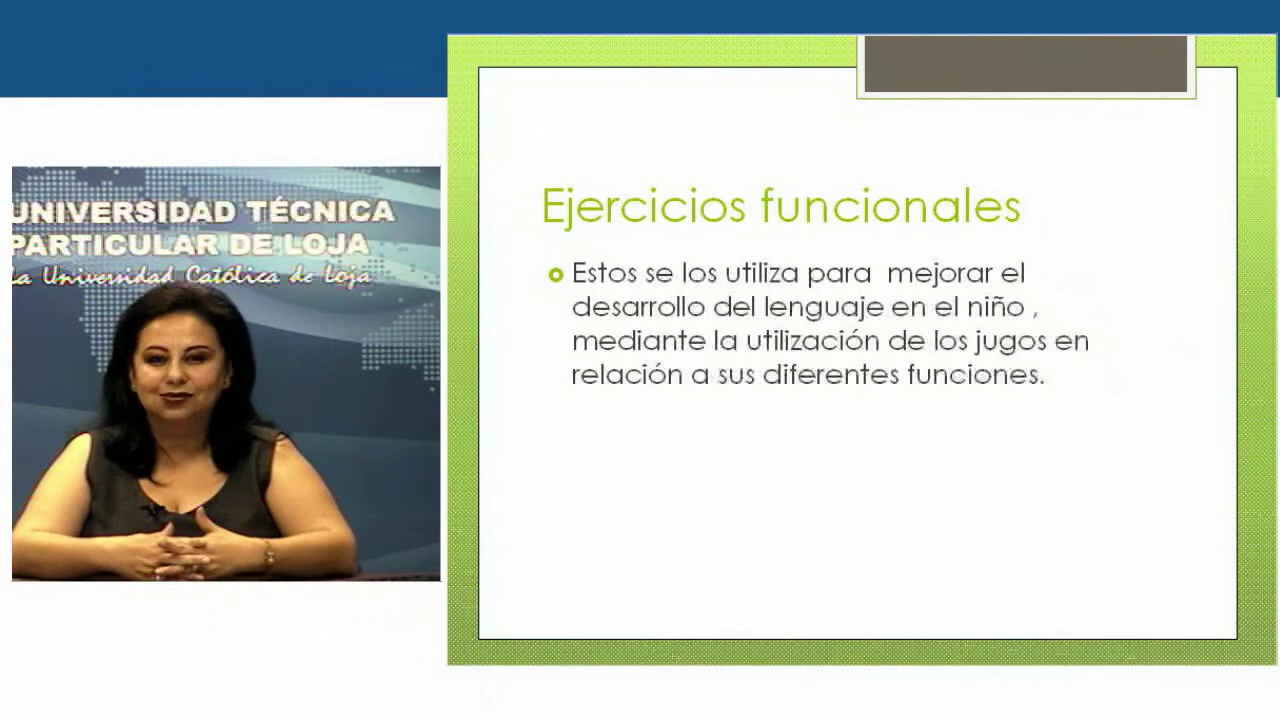 UNIVERSIDAD TÉCNICA
PARTICULAR DE LOJA
La Universidad Católica de Loja
Ejercicios funcionales
Estos se los utiliza para mejorar el
desarrollo del lenguaje en el niño ,
mediante la utilización de los jugos en
relación a sus diferentes funciones.